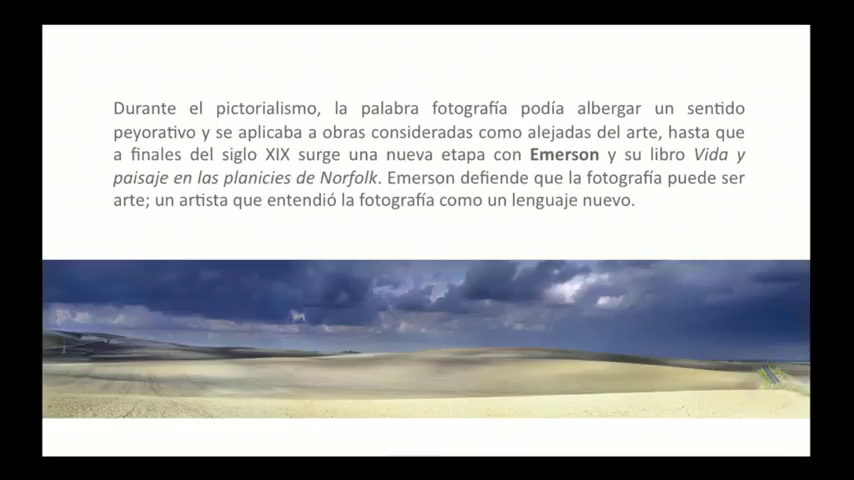 Durante el pictorialismo, la palabra fotografía podía albergar un sentido
peyorativo y se aplicaba a obras consideradas como alejadas del arte, hasta que
a finales del siglo XIX surge una nueva etapa con Emerson y su libro Vida y
paisaje en las planicies de Norfolk. Emerson defiende que la fotografía puede ser
arte; un artista que entendió la fotografía como un lenguaje nuevo.